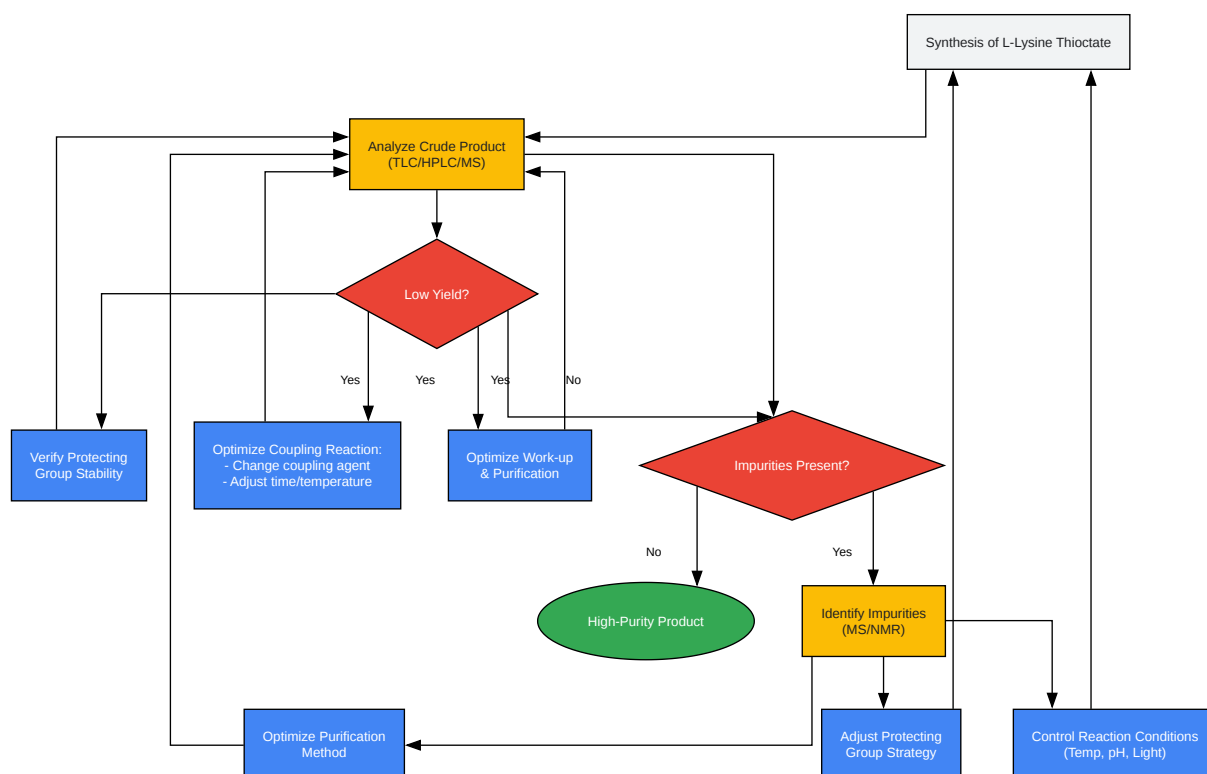 Synthesis of L-Lysine Thioctate
Analyze Crude Product
(TLC/HPLC/MS)
Low Yield?
Yes
Yes
Yes
No
Verify Protecting
Group Stability
Optimize Coupling Reaction:
- Change coupling agent
- Adjust time/temperature
Optimize Work-up
& Purification
Impurities Present?
No
Yes
High-Purity Product
Identify Impurities
(MS/NMR)
Optimize Purification
Method
Adjust Protecting
Group Strategy
Control Reaction Conditions
(Temp, pH, Light)